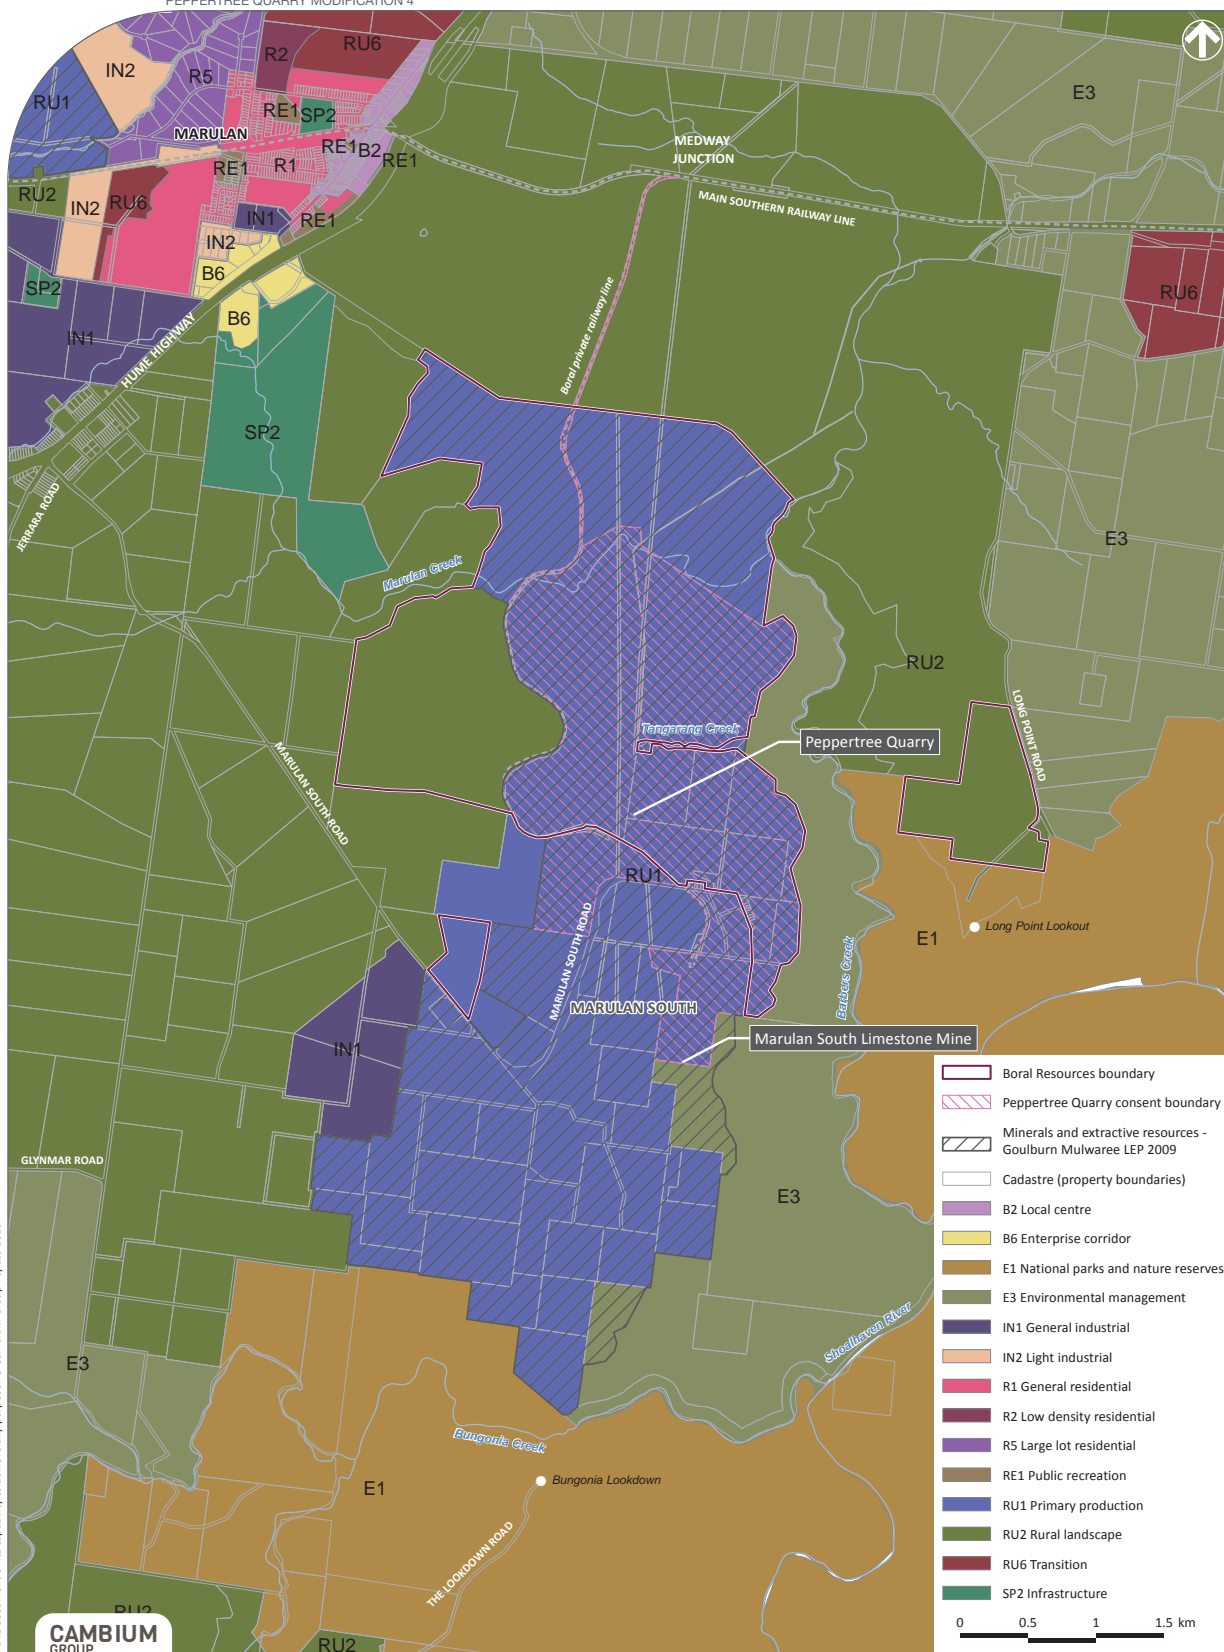 PEPPERTREE QUARRY MODIFICATION 4
IN2
R2
RU6
R5
RU1
E3
RE1
SP2
MARULAN
MEDWAY
JUNCTION
RE1
B2
RE1
RE1
R1
RU2
IN2
RU6
MAIN SOUTHERN RAILWAY LINE
IN1
RE1
IN2
B6
SP2
RU6
B6
IN1
HUME HIGHWAY
Boral private railway line
SP2
JERRARA ROAD
E3
Marulan Creek
RU2
LONG POINT ROAD
Tangarang Creek
Peppertree Quarry
MARULAN SOUTH ROAD
RU1
MARULAN SOUTH ROAD
E1
Long Point Lookout
Barbers Creek
MARULAN SOUTH
IN1
Marulan South Limestone Mine
GLYNMAR ROAD
E3
Shoalhaven River
E3
Bungonia Creek
E1
Bungonia Lookdown
THE LOOKDOWN ROAD
RU2
RU2
CAMBIUM
GROUP
Boral Resources boundary
Peppertree Quarry consent boundary
Minerals and extractive resources -
Goulburn Mulwaree LEP 2009
Cadastre (property boundaries)
B2 Local centre
B6 Enterprise corridor
E1 National parks and nature reserves
E3 Environmental management
IN1 General industrial
IN2 Light industrial
R1 General residential
R2 Low density residential
R5 Large lot residential
RE1 Public recreation
RU1 Primary production
RU2 Rural landscape
RU6 Transition
SP2 Infrastructure
0 0.5 1 1.5 km